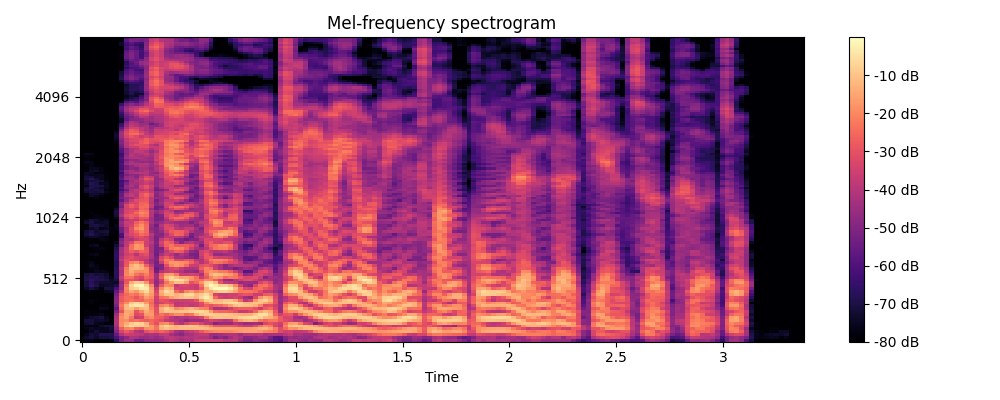 Mel-frequency spectrogram
Hz
4096
2048
1024
512
0
0 0.5 1 1.5 2 2.5 3
Time
-10 dB
-20 dB
-30 dB
-40 dB
-50 dB
-60 dB
-70 dB
-80 dB